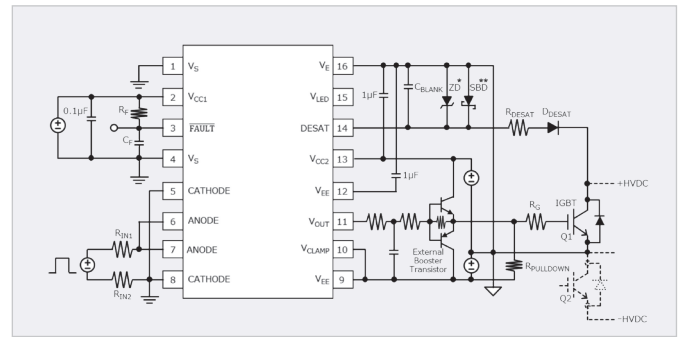 1 VS
2 VCC1
3 FAULT
4 VS
5 CATHODE
6 ANODE
7 ANODE
8 CATHODE
VE 16
VLED 15
DESAT 14
VCC2 13
VEE 12
VOUT 11
VCLAMP 10
VEE 9
0.1μF
RF
CF
RIN1
RIN2
1μF
CBLANK
ZD *
SBD **
1μF
RDESAT
DDESAT
+HVDC
IGBT
RG
Q1
External
Booster
Transistor
RPULLDOWN
Q2
−HVDC